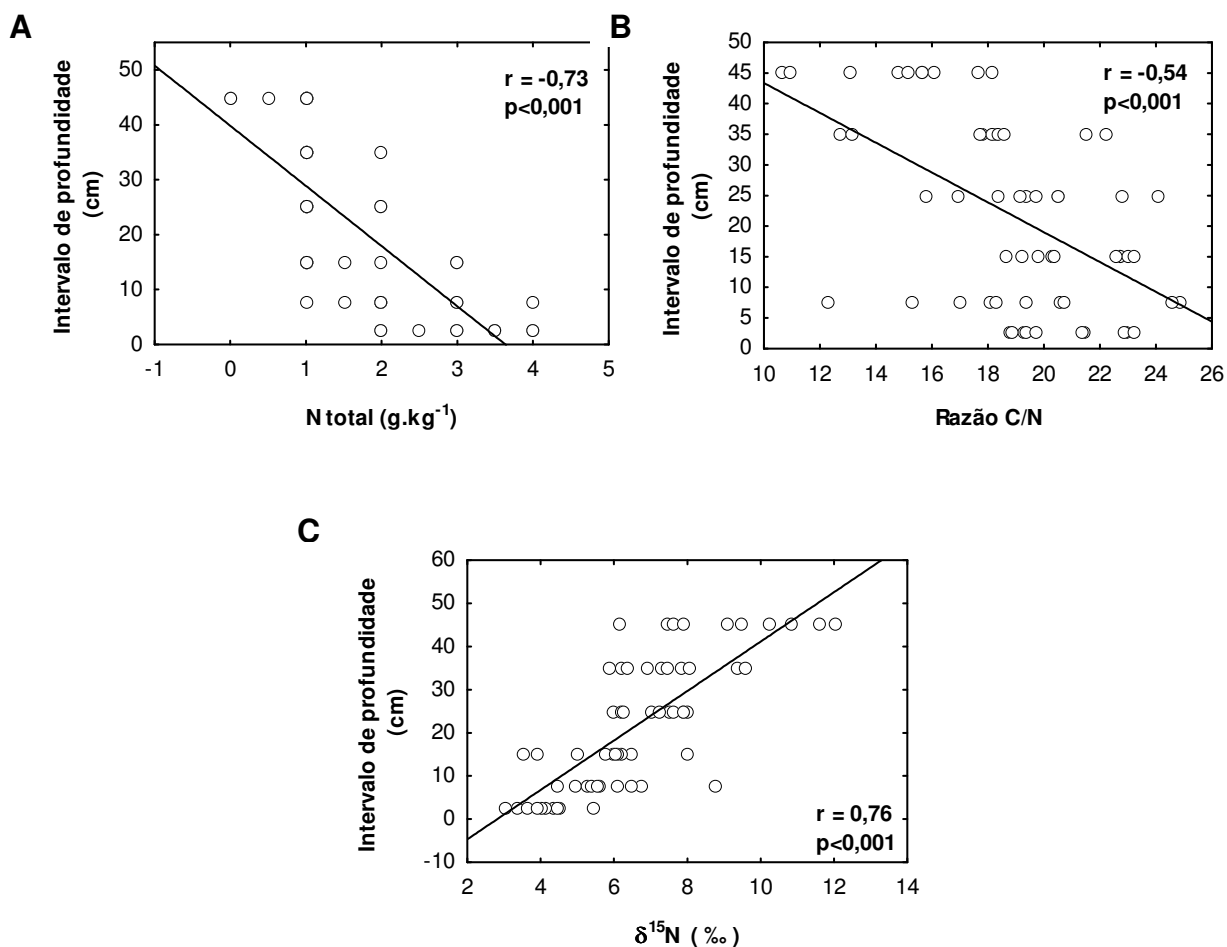 A
Intervalo de profundidade
(cm)
50
40
30
20
10
0
-1 0 1 2 3 4 5
N total (g.kg⁻¹)
r = -0,73
p<0,001
B
Intervalo de profundidade
(cm)
50
45
40
35
30
25
20
15
10
5
0
10 12 14 16 18 20 22 24 26
Razão C/N
r = -0,54
p<0,001
C
Intervalo de profundidade
(cm)
60
50
40
30
20
10
0
-10
2 4 6 8 10 12 14
δ¹⁵N (‰)
r = 0,76
p<0,001